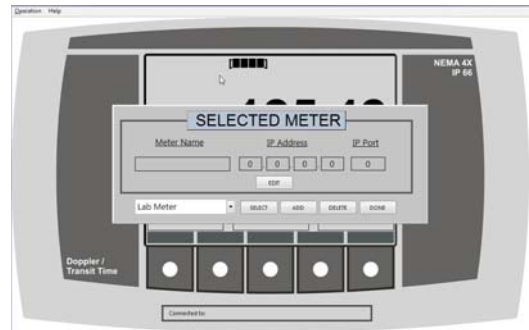 Operation Help
NEMA 4X
IP 66
SELECTED METER
Meter Name IP Address IP Port
0 . 0 . 0 . 0 0
EDIT
Lab Meter SELECT ADD DELETE DONE
Doppler /
Transit Time
Connected to: